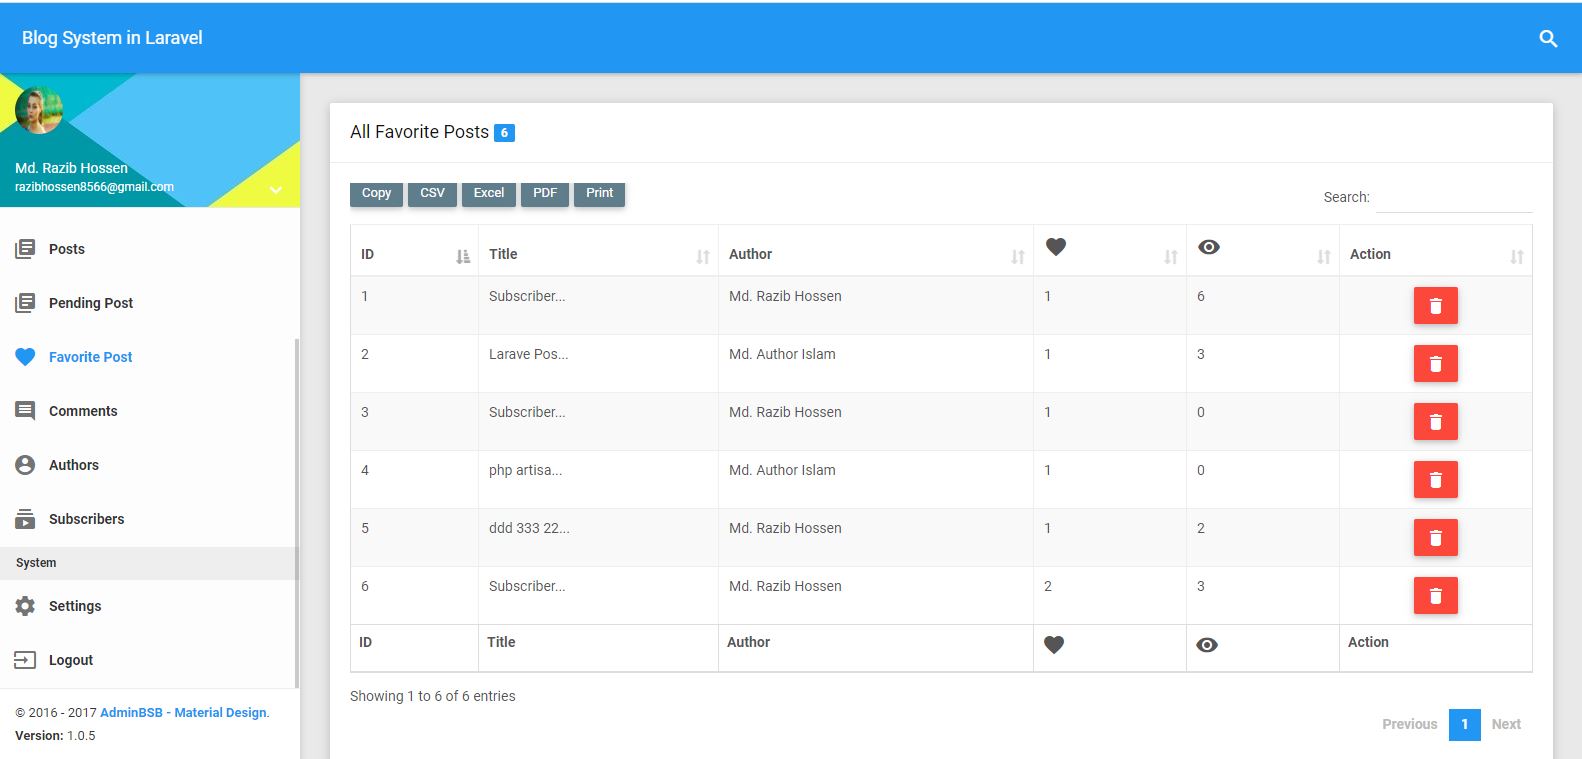 Blog System in Laravel
Md. Razib Hossen
razibhossen8566@gmail.com
Posts
Pending Post
Favorite Post
Comments
Authors
Subscribers
System
Settings
Logout
© 2016 - 2017 AdminBSB - Material Design.
Version: 1.0.5
All Favorite Posts 6
Copy CSV Excel PDF Print
Search:
ID Title Author Action
1 Subscriber... Md. Razib Hossen 1 6
2 Larave Pos... Md. Author Islam 1 3
3 Subscriber... Md. Razib Hossen 1 0
4 php artisa... Md. Author Islam 1 0
5 ddd 333 22... Md. Razib Hossen 1 2
6 Subscriber... Md. Razib Hossen 2 3
ID Title Author Action
Showing 1 to 6 of 6 entries
Previous 1 Next